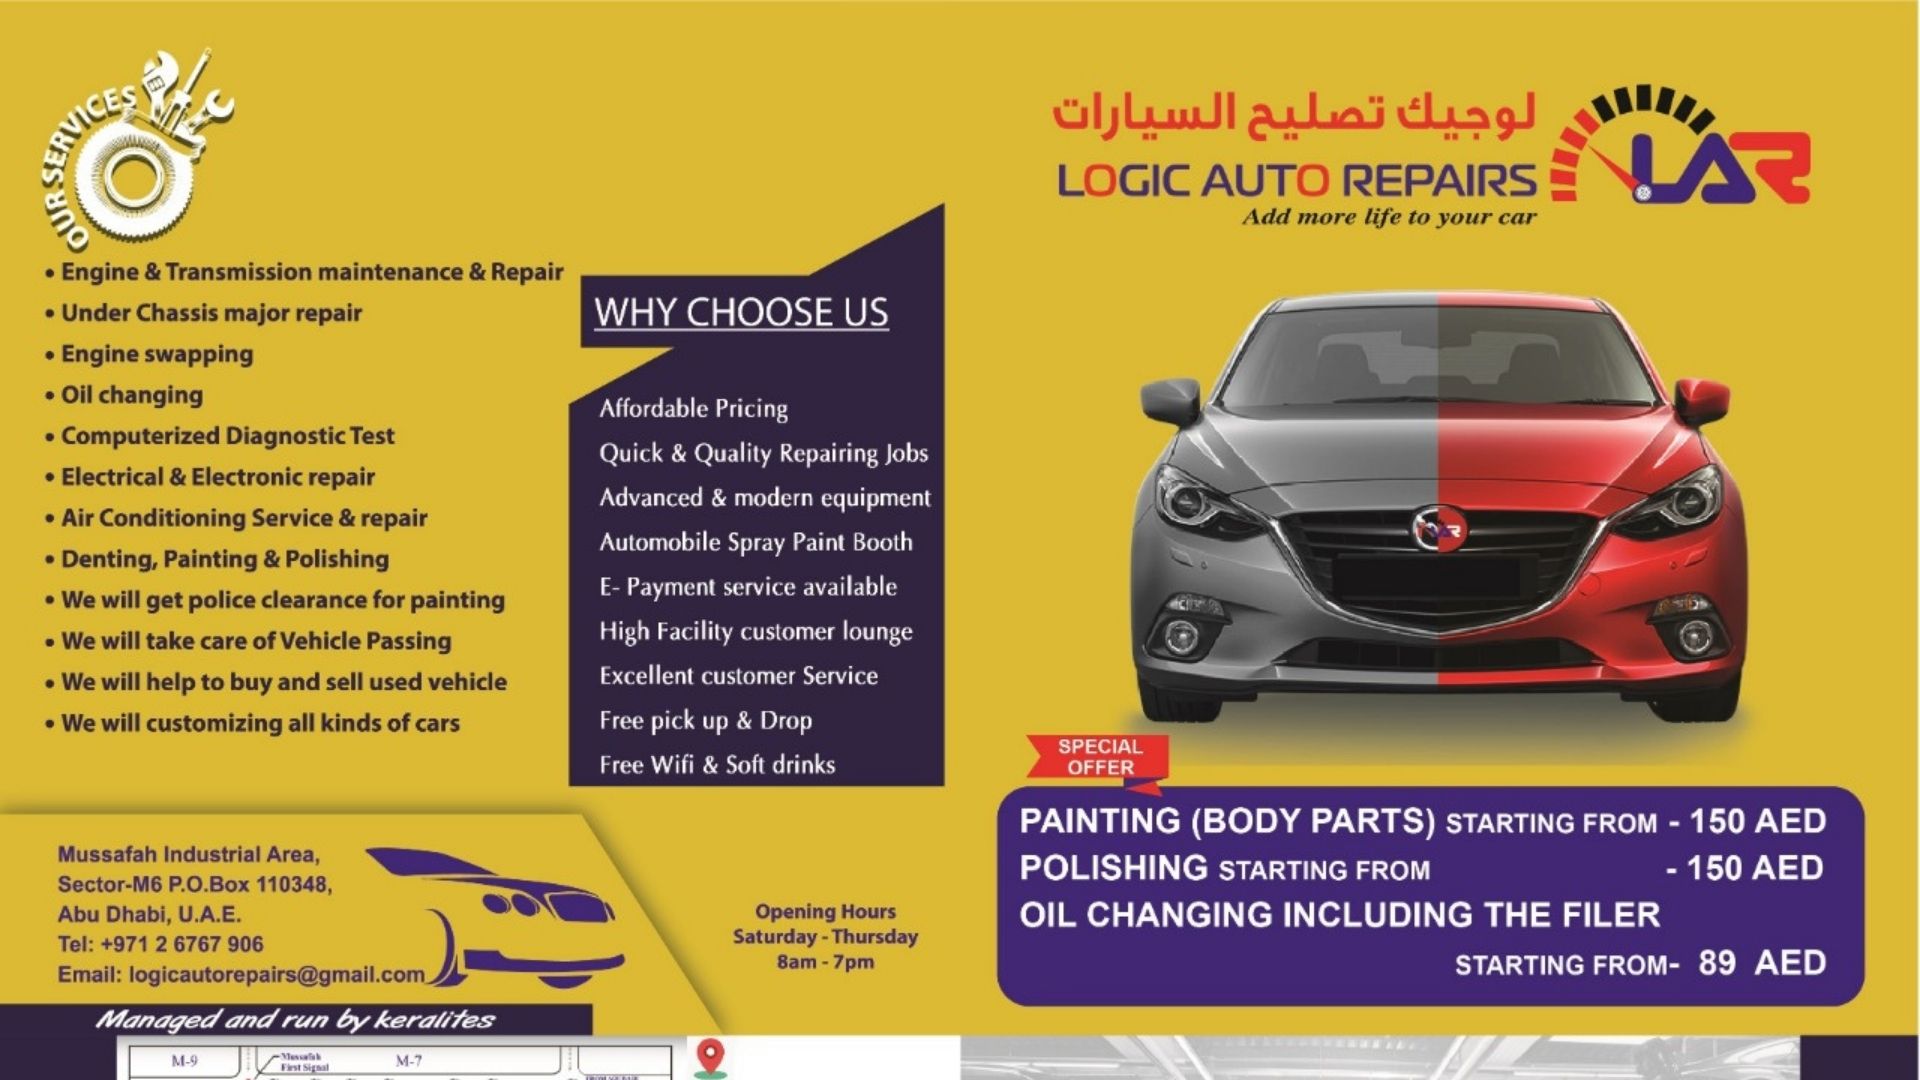 OUR SERVICES
• Engine & Transmission maintenance & Repair
• Under Chassis major repair
• Engine swapping
• Oil changing
• Computerized Diagnostic Test
• Electrical & Electronic repair
• Air Conditioning Service & repair
• Denting, Painting & Polishing
• We will get police clearance for painting
• We will take care of Vehicle Passing
• We will help to buy and sell used vehicle
• We will customizing all kinds of cars
WHY CHOOSE US
Affordable Pricing
Quick & Quality Repairing Jobs
Advanced & modern equipment
Automobile Spray Paint Booth
E- Payment service available
High Facility customer lounge
Excellent customer Service
Free pick up & Drop
Free Wifi & Soft drinks
Mussafah Industrial Area,
Sector-M6 P.O.Box 110348,
Abu Dhabi, U.A.E.
Tel: +971 2 6767 906
Email: logicautorepairs@gmail.com
Opening Hours
Saturday - Thursday
8am - 7pm
Managed and run by keralites
M-9
Mussafah
First Signal
M-7
لوجيك تصليح السيارات
LOGIC AUTO REPAIRS
Add more life to your car
LAR
LAR
SPECIAL
OFFER
PAINTING (BODY PARTS) STARTING FROM - 150 AED
POLISHING STARTING FROM - 150 AED
OIL CHANGING INCLUDING THE FILER
STARTING FROM- 89 AED